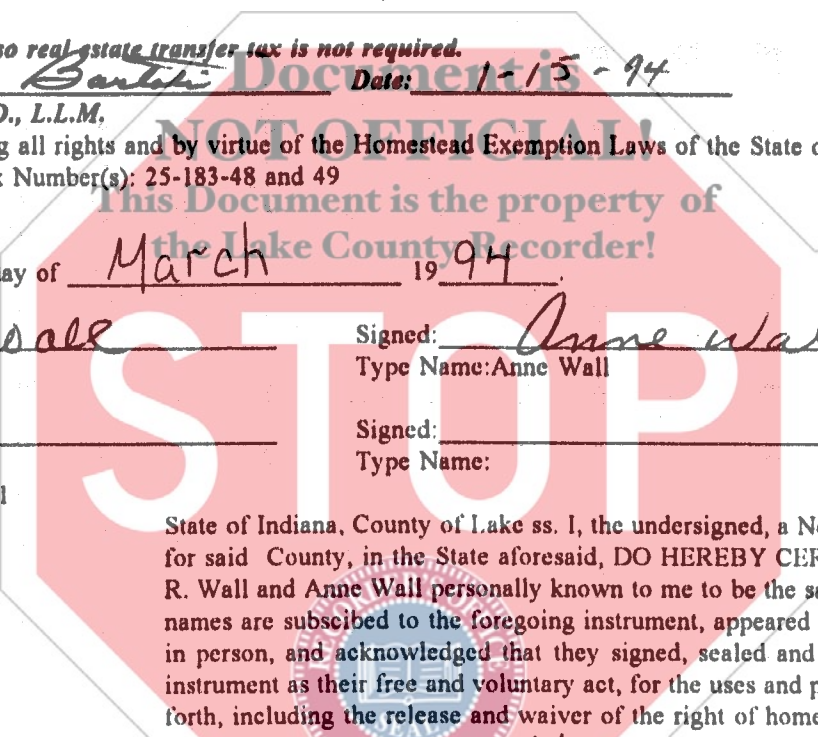 so real estate transfer tax is not required.
Document is
Date: 1-15-94
D., L.L.M.
NOT OFFICIAL!
g all rights and by virtue of the Homestead Exemption Laws of the State o
x Number(s): 25-183-48 and 49
This Document is the property of
the Lake County Recorder!
ay of March 19 94.
STOP
Signed: Anne Wa
Type Name:Anne Wall
Signed:
Type Name:
l
State of Indiana, County of Lake ss. I, the undersigned, a No
for said County, in the State aforesaid, DO HEREBY CER
R. Wall and Anne Wall personally known to me to be the sa
names are subscibed to the foregoing instrument, appeared
in person, and acknowledged that they signed, sealed and
instrument as their free and voluntary act, for the uses and p
forth, including the release and waiver of the right of home
SEAL